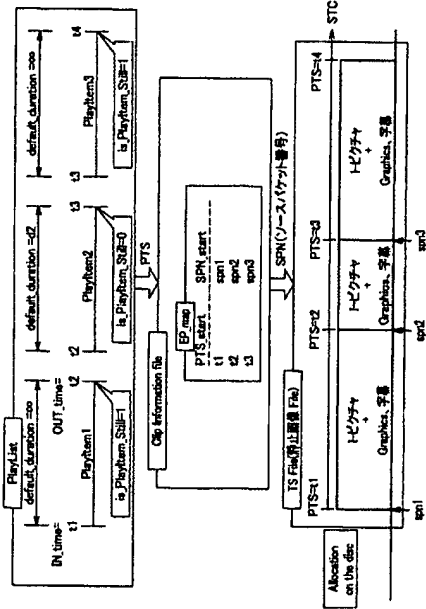 PlayList
default_duration =∞
default_duration =d2
default_duration =∞
IN_time=
OUT_time=
t1
t2
t2
t3
t3
t4
PlayItem1
PlayItem2
PlayItem3
is_PlayItem_Still=1
is_PlayItem_Still=0
is_PlayItem_Still=1
PTS
Clip Information file
EP_map
PTS_start
SPN_start
t1
spn1
t2
spn2
t3
spn3
SPN(ソースパケット番号)
TS File(静止画像 File)
PTS=t1
PTS=t2
PTS=t3
PTS=t4
STC
I-ピクチャ
+
Graphics、字幕
I-ピクチャ
+
Graphics、字幕
I-ピクチャ
+
Graphics、字幕
spn1
spn2
spn3
Allocation
on the disc